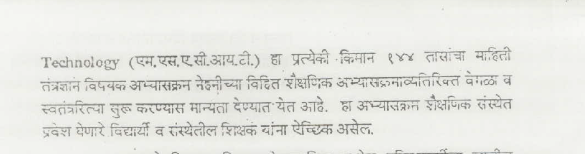 Technology (एन.एस.ए.सी.आय.टी.) हा प्रत्येकी किमान १४४ तासांचा माहिती
तंत्रज्ञान विषयक अभ्यासक्रम नेहमीच्या विहित शैक्षणिक अभ्यासक्रमाव्यतिरिक्त वेगळा व
स्वतंत्ररित्या सुरू करण्यास मान्यता देण्यात येत आहे. हा अभ्यासक्रम शैक्षणिक संस्थेत
प्रवेश घेणारे विद्यार्थी व संस्थेतील शिक्षक यांना ऐच्छिक असेल.